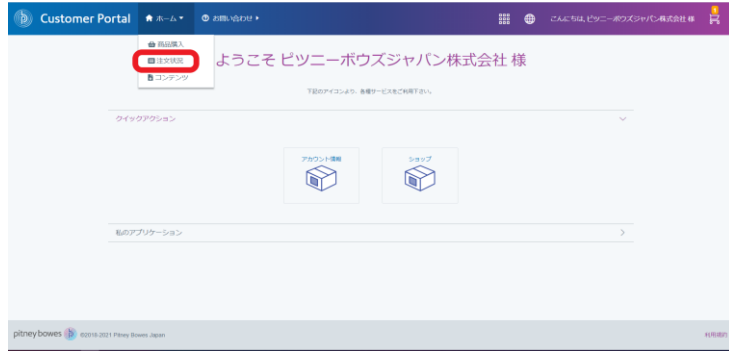 Customer Portal
ホーム
お問い合わせ
こんにちは, ピツニーボウズジャパン株式会社 様
商品購入
注文状況
コンテンツ
ようこそ ピツニーボウズジャパン株式会社 様
下記のアイコンより、各種サービスをご利用下さい。
クイックアクション
アカウント情報
ショップ
私のアプリケーション
pitney bowes
©2016-2021 Pitney Bowes Japan
利用規約